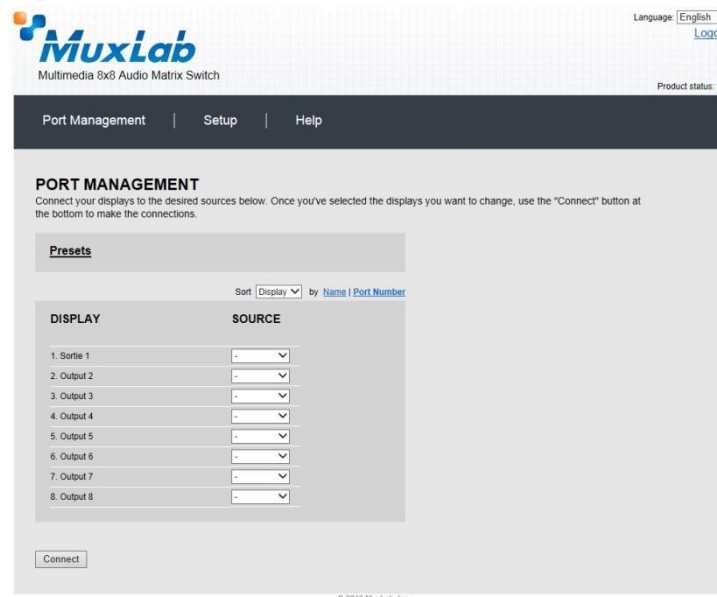 Language: English
MuxLab
Multimedia 8x8 Audio Matrix Switch
Product status:
Port Management | Setup | Help
PORT MANAGEMENT
Connect your displays to the desired sources below. Once you've selected the displays you want to change, use the "Connect" button at
the bottom to make the connections.
Presets
Sort Display by Name | Port Number
DISPLAY SOURCE
1. Sortie 1 -
2. Output 2 -
3. Output 3 -
4. Output 4 -
5. Output 5 -
6. Output 6 -
7. Output 7 -
8. Output 8 -
Connect